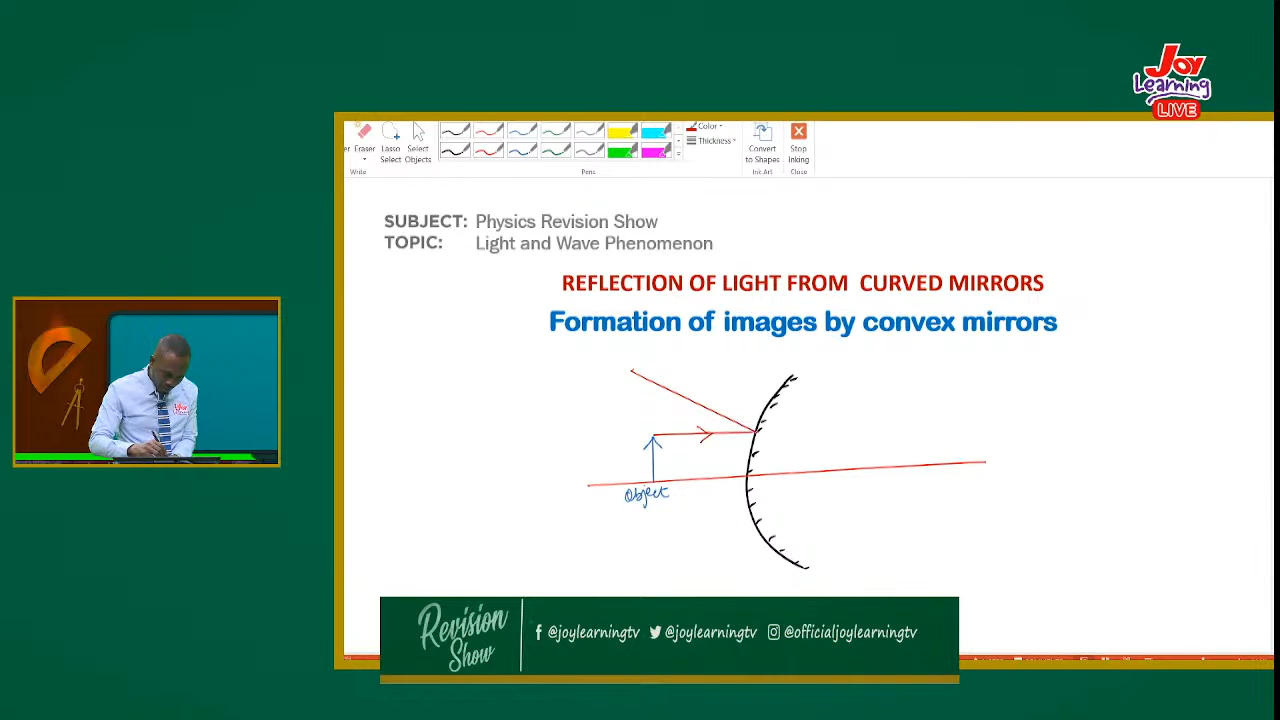 Joy
Learning
LIVE
Eraser
Lasso
Select
Select
Objects
Color
Thickness
Convert
to Shapes
Stop
Inking
Write
Pens
Ink Art
Close
SUBJECT: Physics Revision Show
TOPIC: Light and Wave Phenomenon
REFLECTION OF LIGHT FROM CURVED MIRRORS
Formation of images by convex mirrors
Object
Revision
Show
@joylearningtv @joylearningtv @officialjoylearningtv